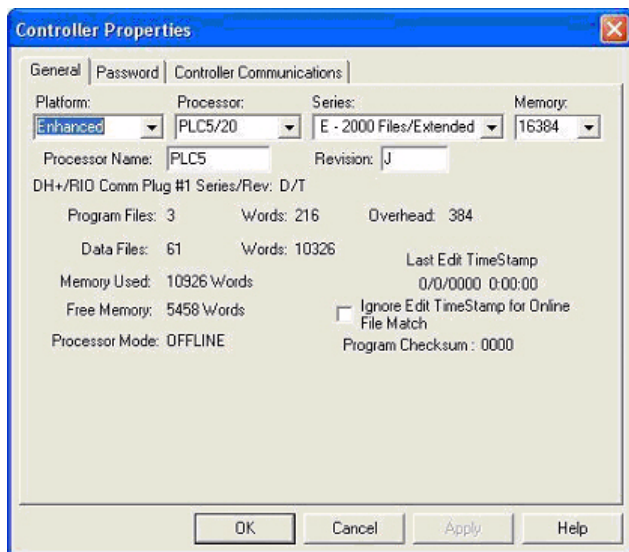 Controller Properties
General Password Controller Communications
Platform: Processor: Series: Memory:
Enhanced PLC5/20 E - 2000 Files/Extended 16384
Processor Name: PLC5 Revision: J
DH+/RIO Comm Plug #1 Series/Rev: D/T
Program Files: 3 Words: 216 Overhead: 384
Data Files: 61 Words: 10326
Last Edit TimeStamp
Memory Used: 10926 Words 0/0/0000 0:00:00
Free Memory: 5458 Words Ignore Edit TimeStamp for Online
File Match
Processor Mode: OFFLINE Program Checksum : 0000
OK Cancel Apply Help